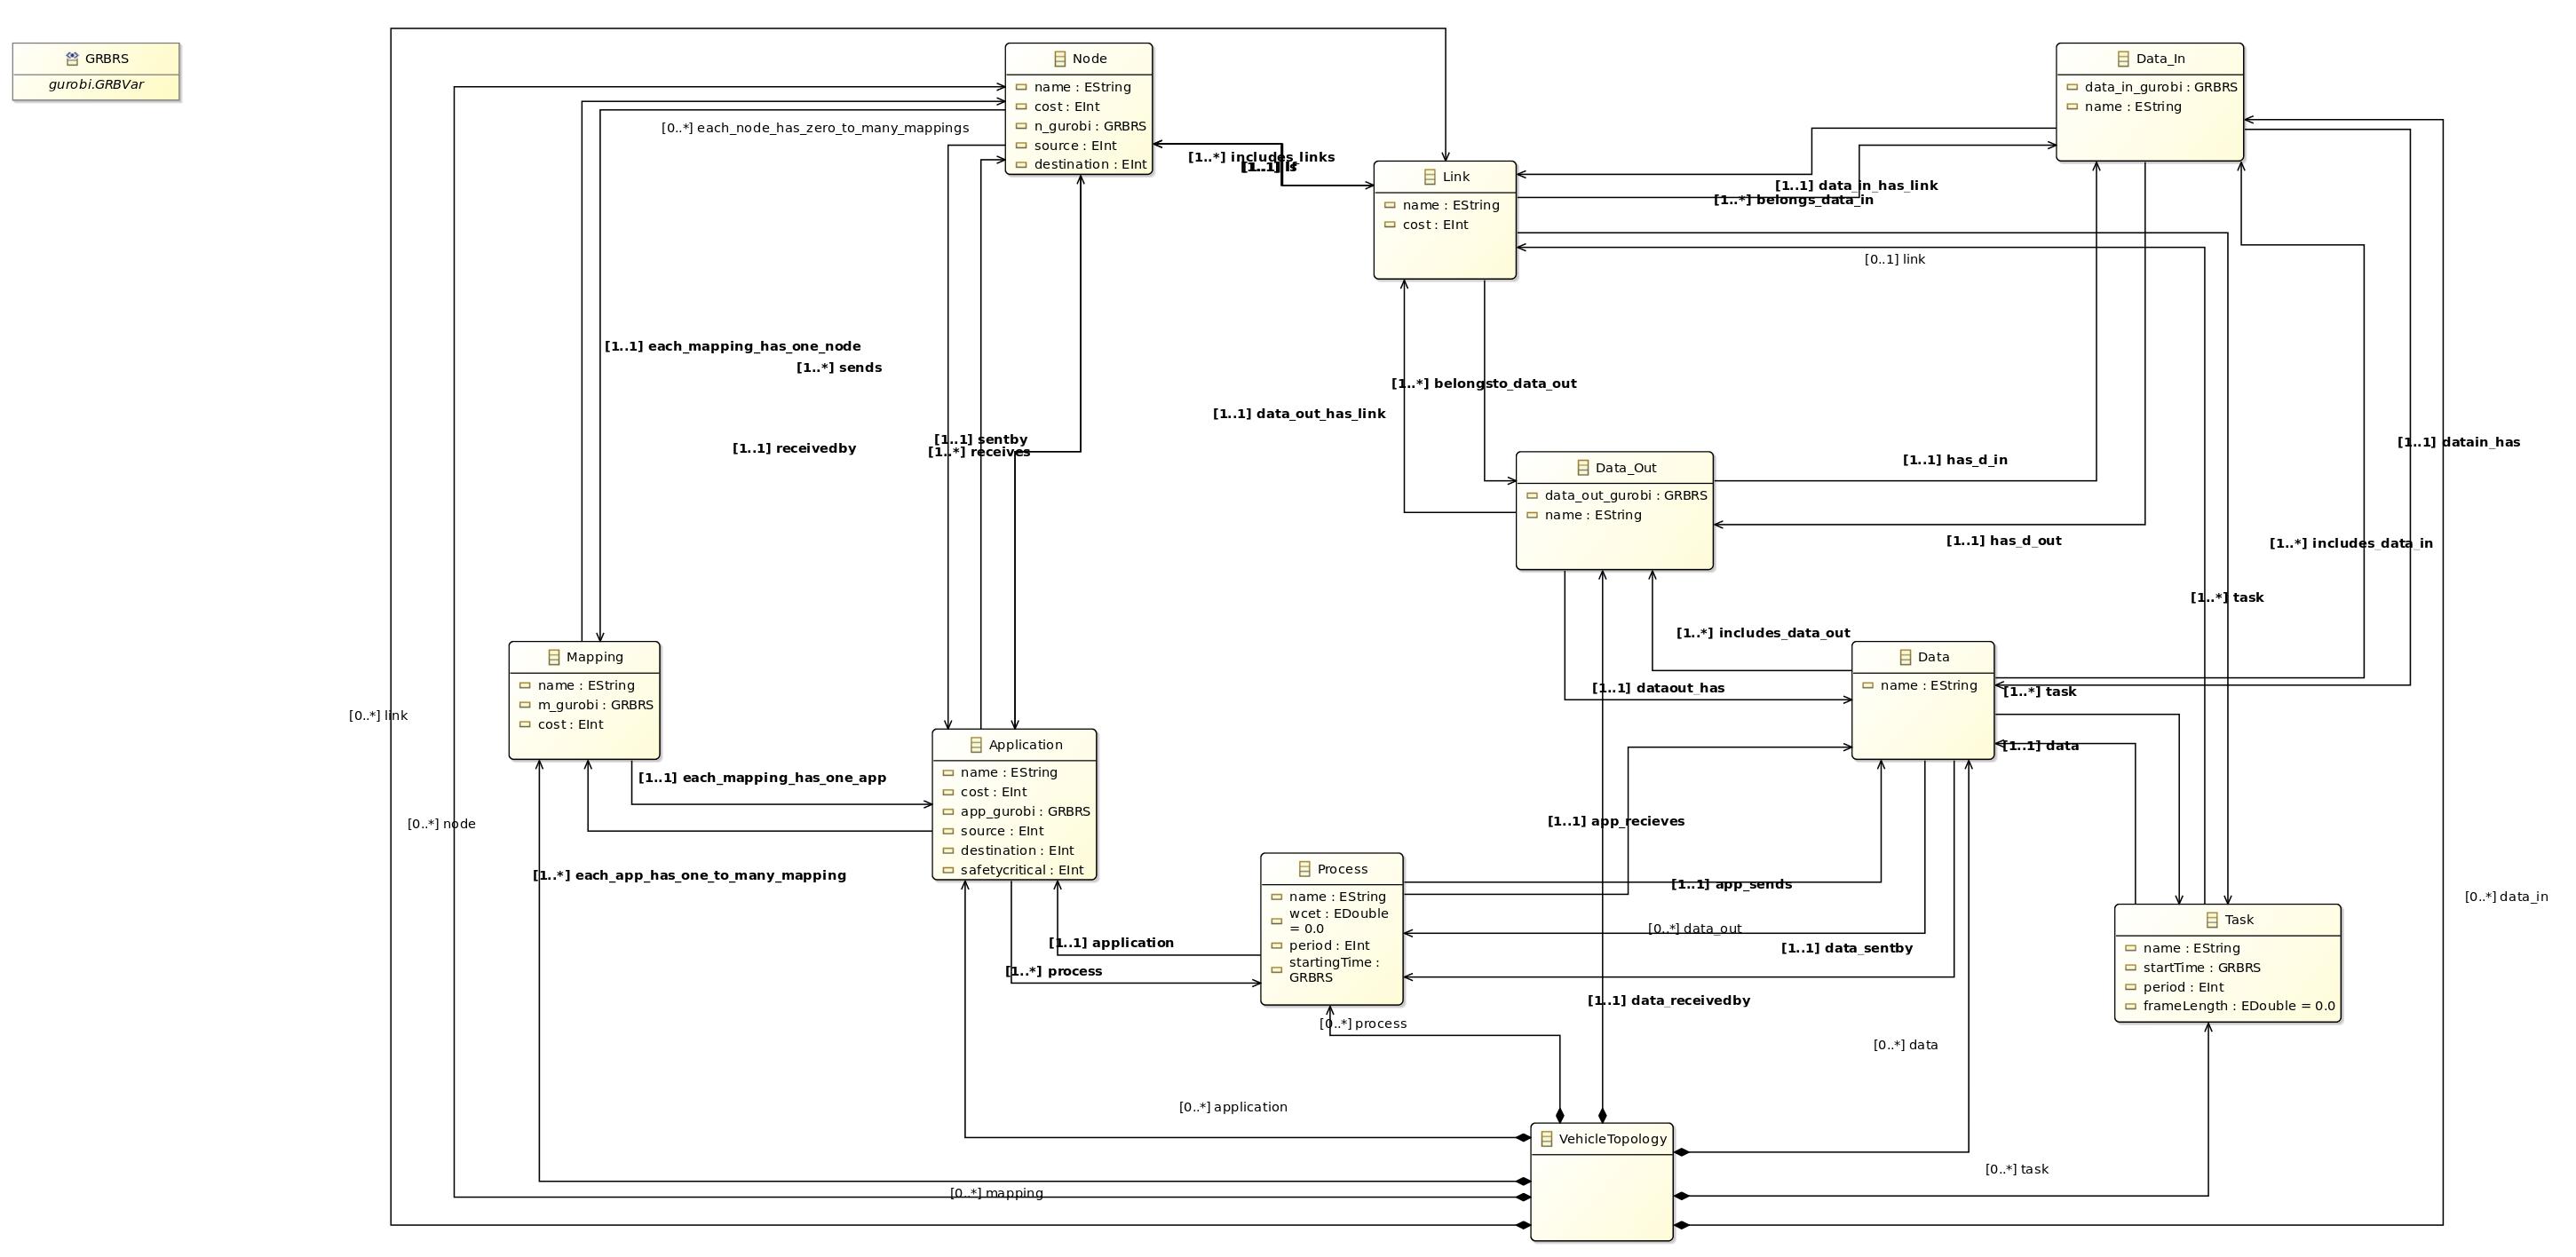 GRBRS
gurobi.GRBVar
Node
name : EString
cost : EInt
n_gurobi : GRBRS
source : EInt
destination : EInt
Data_In
data_in_gurobi : GRBRS
name : EString
[0..*] each_node_has_zero_to_many_mappings
[1..*] includes_links
Link
name : EString
cost : EInt
[1..1] data_in_has_link
[1..*] belongs_data_in
[0..1] link
[1..1] each_mapping_has_one_node
[1..*] sends
[1..*] belongsto_data_out
[1..1] data_out_has_link
[1..1] receivedby
[1..1] sentby
[1..*] receives
[1..1] datain_has
Data_Out
data_out_gurobi : GRBRS
name : EString
[1..1] has_d_in
[1..1] has_d_out
[1..*] includes_data_in
[1..*] task
[1..*] includes_data_out
Mapping
name : EString
m_gurobi : GRBRS
cost : EInt
Data
name : EString
[1..1] dataout_has
[1..*] task
[0..*] link
[1..1] data
Application
name : EString
cost : EInt
app_gurobi : GRBRS
source : EInt
destination : EInt
safetycritical : EInt
[1..1] each_mapping_has_one_app
[0..*] node
[1..1] app_recieves
[1..*] each_app_has_one_to_many_mapping
Process
name : EString
wcet : EDouble
= 0.0
period : EInt
startingTime :
GRBRS
[1..1] app_sends
[0..*] data_in
Task
name : EString
startTime : GRBRS
period : EInt
frameLength : EDouble = 0.0
[0..*] data_out
[1..1] application
[1..1] data_sentby
[1..*] process
[1..1] data_receivedby
[0..*] process
[0..*] data
[0..*] application
VehicleTopology
[0..*] task
[0..*] mapping